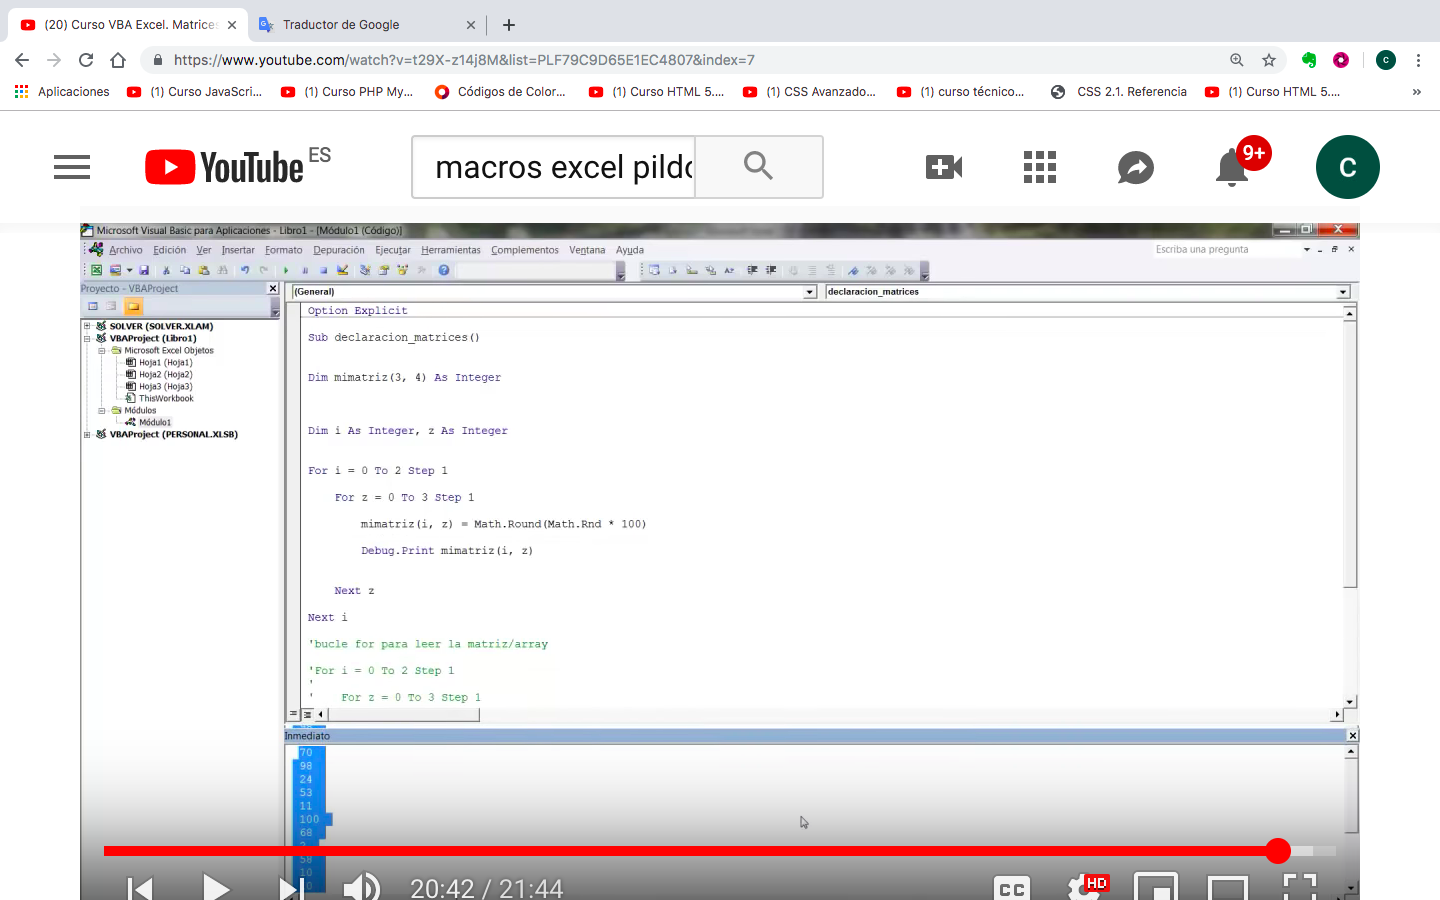 (20) Curso VBA Excel. Matrices
Traductor de Google
https://www.youtube.com/watch?v=t29X-z14j8M&list=PLF79C9D65E1EC4807&index=7
C
Aplicaciones
(1) Curso JavaScri...
(1) Curso PHP My...
Códigos de Color...
(1) Curso HTML 5....
(1) CSS Avanzado...
(1) curso técnico...
CSS 2.1. Referencia
(1) Curso HTML 5....
»
YouTube ES
macros excel pildo
9+
C
Microsoft Visual Basic para Aplicaciones - Libro1 - [Módulo1 (Código)]
Archivo Edición Ver Insertar Formato Depuración Ejecutar Herramientas Complementos Ventana Ayuda
Escriba una pregunta
Proyecto - VBAProject
SOLVER (SOLVER.XLAM)
VBAProject (Libro1)
Microsoft Excel Objetos
Hoja1 (Hoja1)
Hoja2 (Hoja2)
Hoja3 (Hoja3)
ThisWorkbook
Módulos
Módulo1
VBAProject (PERSONAL.XLSB)
(General)
declaracion_matrices
Option Explicit
Sub declaracion_matrices()
Dim mimatriz(3, 4) As Integer
Dim i As Integer, z As Integer
For i = 0 To 2 Step 1
For z = 0 To 3 Step 1
mimatriz(i, z) = Math.Round(Math.Rnd * 100)
Debug.Print mimatriz(i, z)
Next z
Next i
'bucle for para leer la matriz/array
'For i = 0 To 2 Step 1
'
' For z = 0 To 3 Step 1
Inmediato
70
98
24
53
11
100
68
58
10
20:42 / 21:44
CC
HD